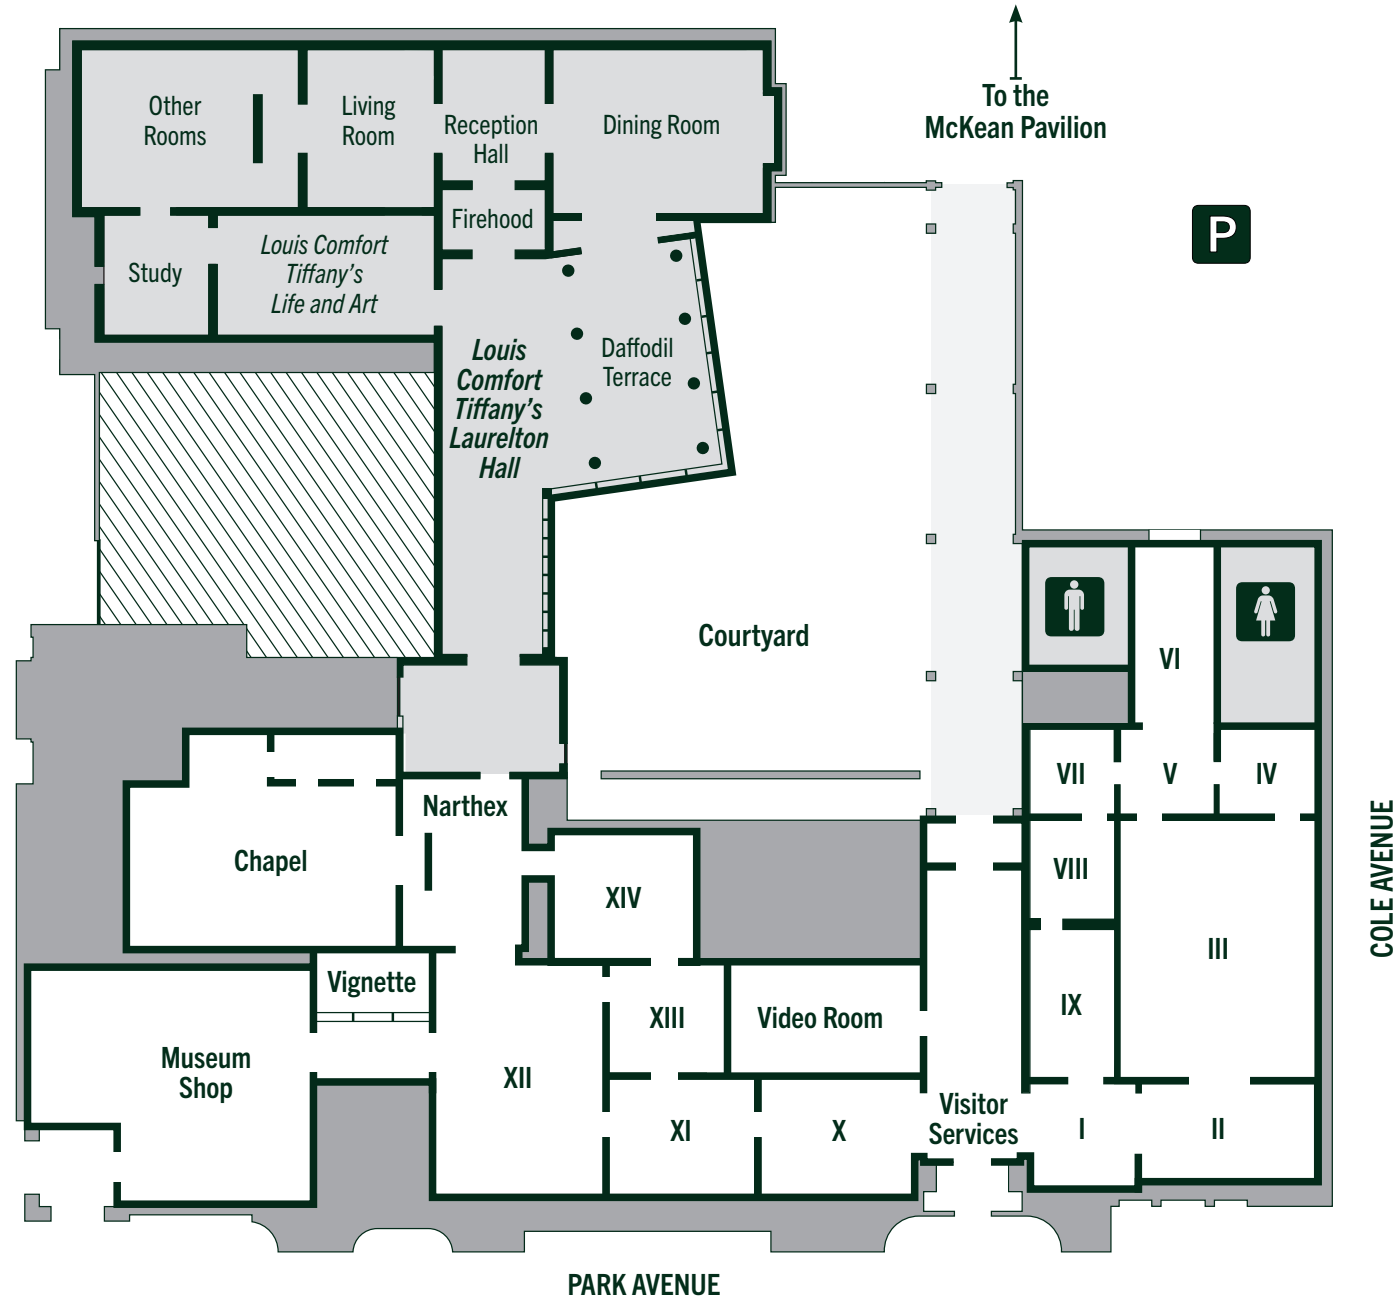 To the
McKean Pavilion
P
Other
Rooms
Living
Room
Reception
Hall
Dining Room
Firehood
Study
Louis Comfort
Tiffany's
Life and Art
Louis
Comfort
Tiffany's
Laurelton
Hall
Daffodil
Terrace
Courtyard
VI
VII
V
IV
Narthex
Chapel
XIV
VIII
III
Vignette
IX
XIII
Video Room
Museum
Shop
XII
XI
X
Visitor
Services
I
II
COLE AVENUE
PARK AVENUE